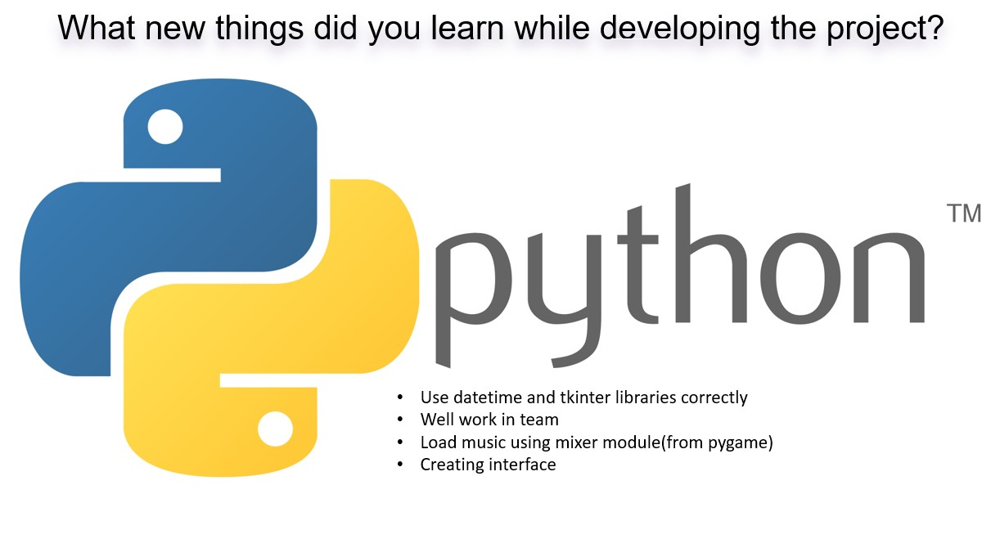 What new things did you learn while developing the project?
python TM
• Use datetime and tkinter libraries correctly
• Well work in team
• Load music using mixer module(from pygame)
• Creating interface